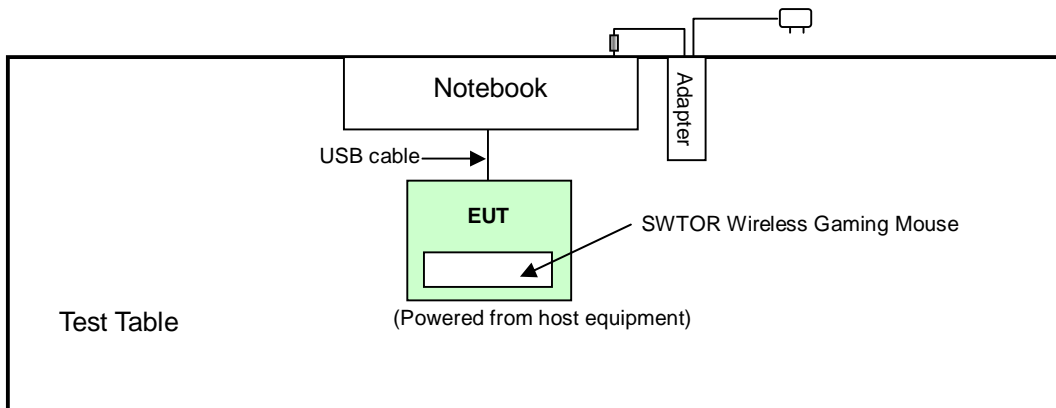 Notebook
Adapter
USB cable
EUT
SWTOR Wireless Gaming Mouse
(Powered from host equipment)
Test Table